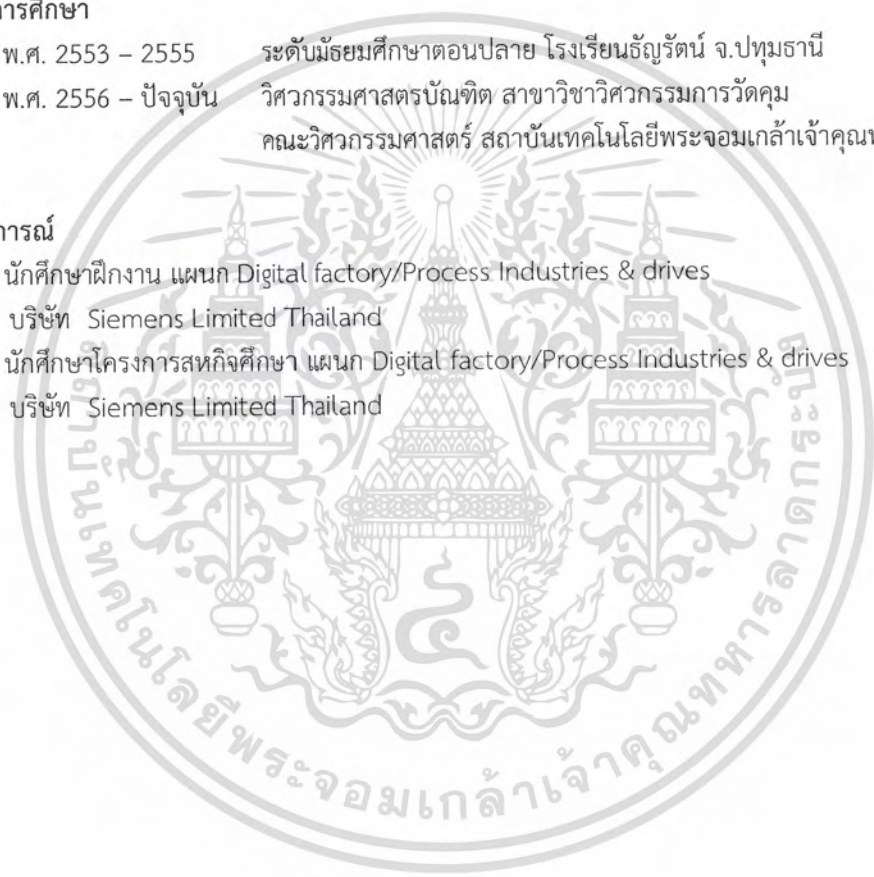 การศึกษา
พ.ศ. 2553 – 2555 ระดับมัธยมศึกษาตอนปลาย โรงเรียนธัญรัตน์ จ.ปทุมธานี
พ.ศ. 2556 – ปัจจุบัน วิศวกรรมศาสตรบัณฑิต สาขาวิชาวิศวกรรมการวัดคุม
คณะวิศวกรรมศาสตร์ สถาบันเทคโนโลยีพระจอมเกล้าเจ้าคุณท
การณ์
นักศึกษาฝึกงาน แผนก Digital factory/Process Industries & drives
บริษัท Siemens Limited Thailand
นักศึกษาโครงการสหกิจศึกษา แผนก Digital factory/Process Industries & drives
บริษัท Siemens Limited Thailand
สถาบันเทคโนโลยีพระจอมเกล้าเจ้าคุณทหารลาดกระบัง